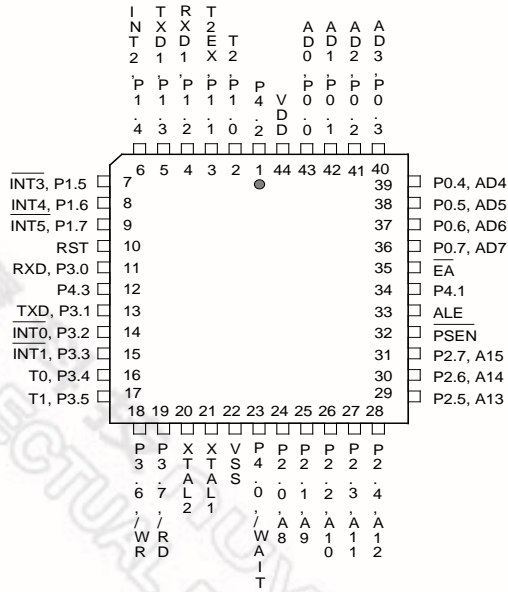 INT2, P1.4
TXD1, P1.3
RXD1, P1.2
T2EX, P1.1
T2, P1.0
P4.2
VDD
AD0, P0.0
AD1, P0.1
AD2, P0.2
AD3, P0.3
6 5 4 3 2 1 44 43 42 41 40
INT3, P1.5 7
INT4, P1.6 8
INT5, P1.7 9
RST 10
RXD, P3.0 11
P4.3 12
TXD, P3.1 13
INT0, P3.2 14
INT1, P3.3 15
T0, P3.4 16
T1, P3.5 17
39 P0.4, AD4
38 P0.5, AD5
37 P0.6, AD6
36 P0.7, AD7
35 EA
34 P4.1
33 ALE
32 PSEN
31 P2.7, A15
30 P2.6, A14
29 P2.5, A13
18 19 20 21 22 23 24 25 26 27 28
P3.6, /WR
P3.7, /RD
XTAL2
XTAL1
VSS
P4.0, /WAIT
P2.0, A8
P2.1, A9
P2.2, A10
P2.3, A11
P2.4, A12